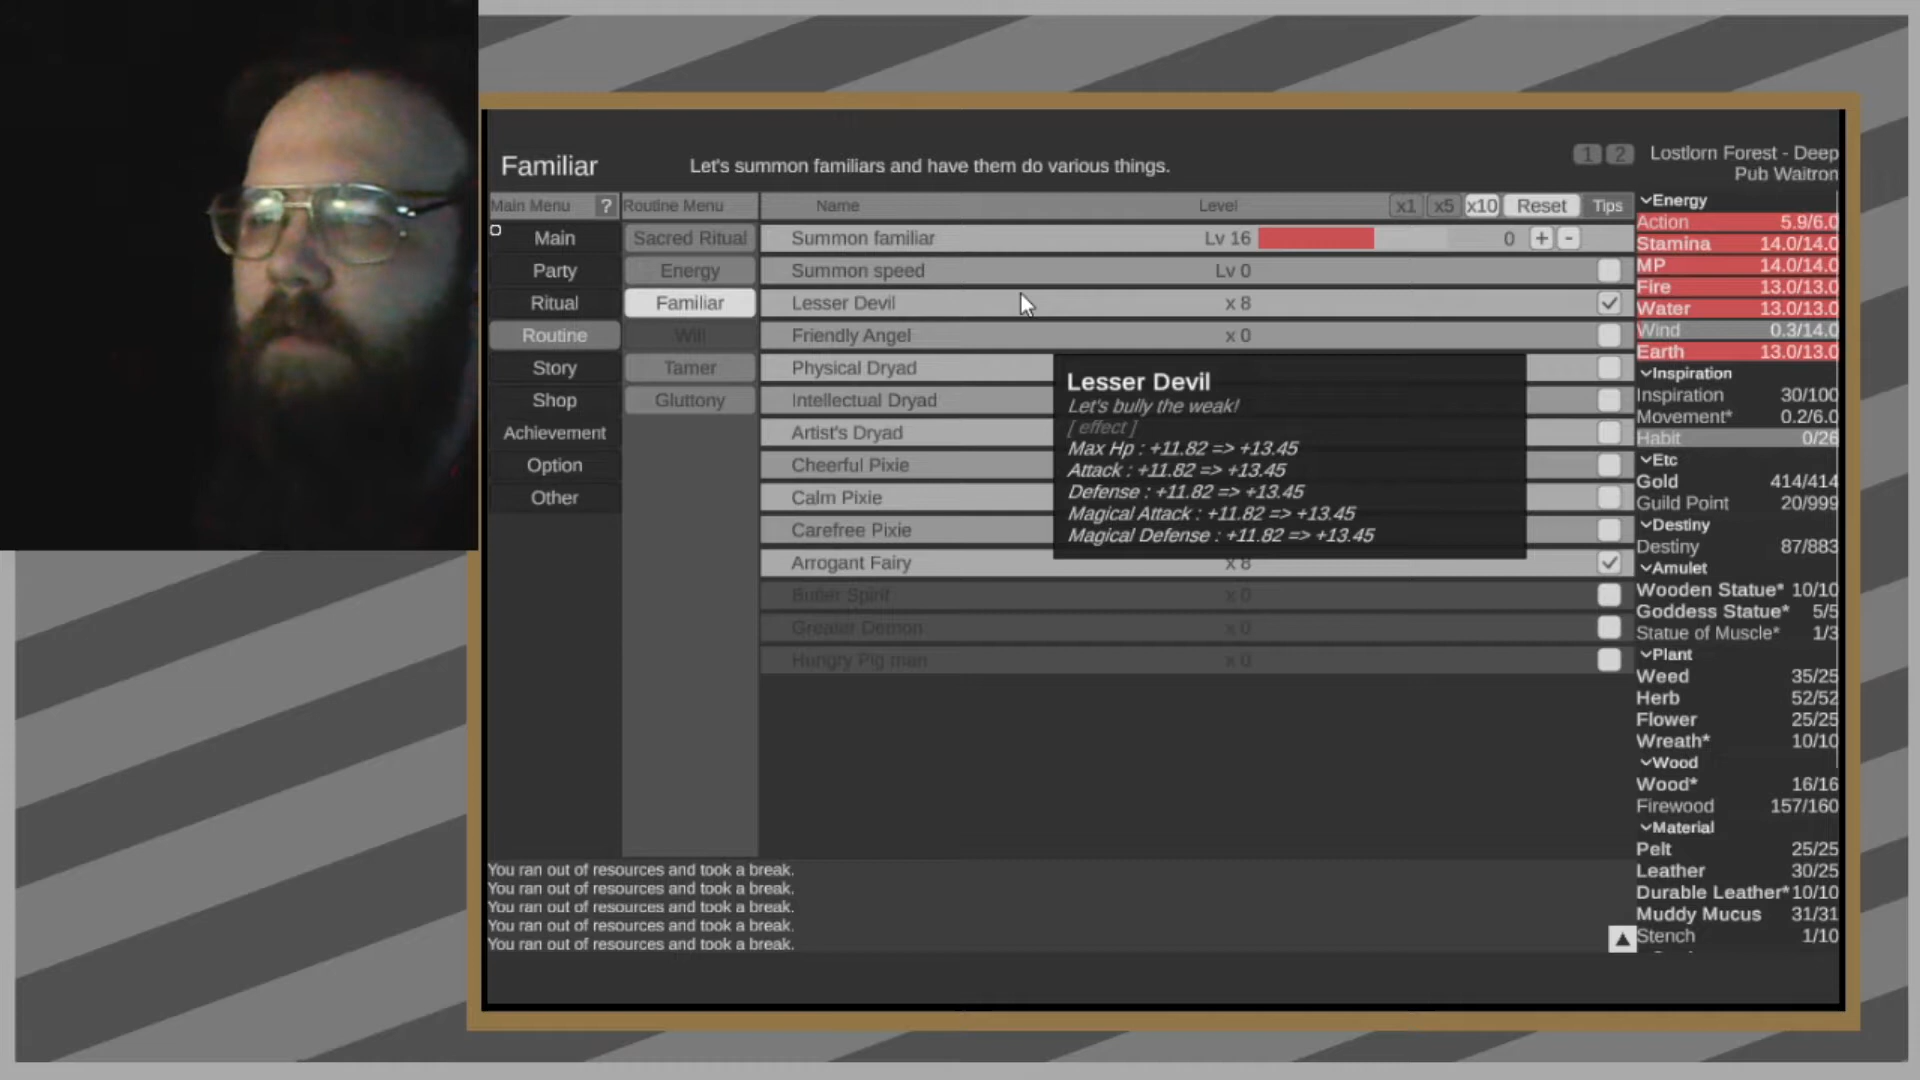 Familiar
Let's summon familiars and have them do various things.
1 2
Lostlorn Forest - Deep
Pub Waitron
Main Menu ?
Main
Party
Ritual
Routine
Story
Shop
Achievement
Option
Other
Routine Menu
Sacred Ritual
Energy
Familiar
Will
Tamer
Gluttony
Name Level x1 x5 x10 Reset Tips
Summon familiar Lv 16 0 + -
Summon speed Lv 0
Lesser Devil x 8
Friendly Angel x 0
Physical Dryad
Intellectual Dryad
Artist's Dryad
Cheerful Pixie
Calm Pixie
Carefree Pixie
Arrogant Fairy x 8
Butler Spirit x 0
Greater Demon x 0
Hungry Pig man x 0
Lesser Devil
Let's bully the weak!
[ effect ]
Max Hp : +11.82 => +13.45
Attack : +11.82 => +13.45
Defense : +11.82 => +13.45
Magical Attack : +11.82 => +13.45
Magical Defense : +11.82 => +13.45
Energy
Action 5.9/6.0
Stamina 14.0/14.0
MP 14.0/14.0
Fire 13.0/13.0
Water 13.0/13.0
Wind 0.3/14.0
Earth 13.0/13.0
Inspiration
Inspiration 30/100
Movement* 0.2/6.0
Habit 0/26
Etc
Gold 414/414
Guild Point 20/999
Destiny
Destiny 87/883
Amulet
Wooden Statue* 10/10
Goddess Statue* 5/5
Statue of Muscle* 1/3
Plant
Weed 35/25
Herb 52/52
Flower 25/25
Wreath* 10/10
Wood
Wood* 16/16
Firewood 157/160
Material
Pelt 25/25
Leather 30/25
Durable Leather* 10/10
Muddy Mucus 31/31
Stench 1/10
You ran out of resources and took a break.
You ran out of resources and took a break.
You ran out of resources and took a break.
You ran out of resources and took a break.
You ran out of resources and took a break.